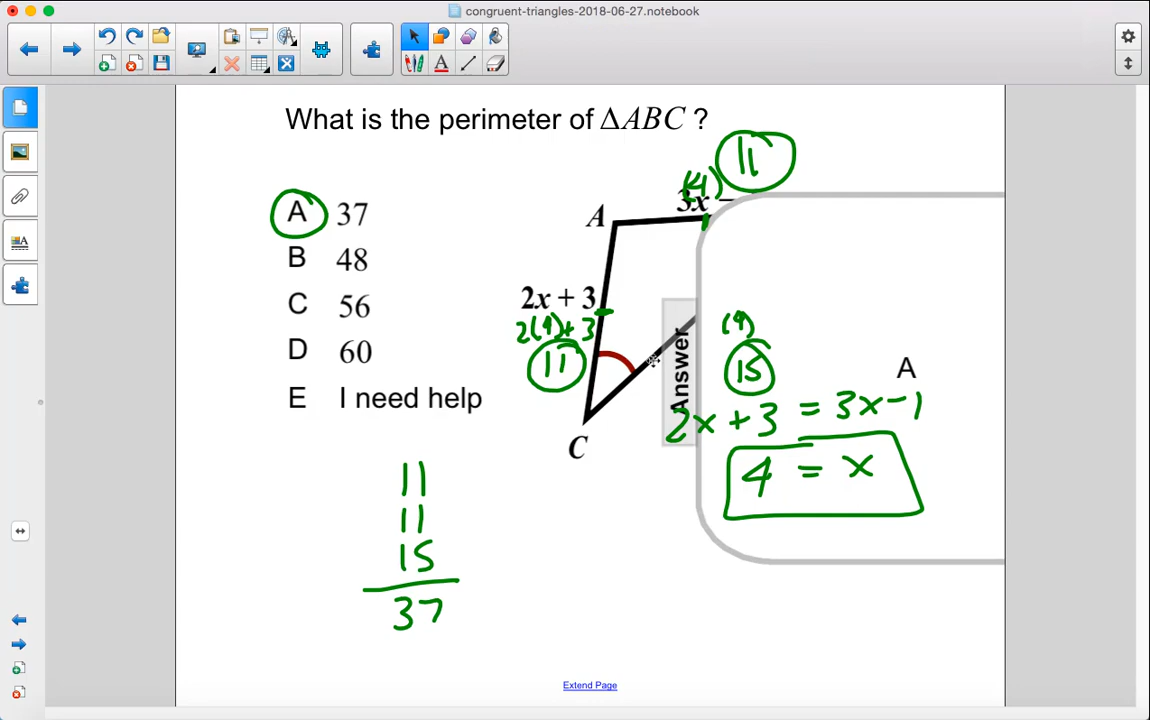 congruent-triangles-2018-06-27.notebook
What is the perimeter of ΔABC ?
11
(4)
3x −
A 37
A
B 48
2x + 3
2(4)+3
11
C 56
(4)
15
D 60
A
Answer
E I need help
2x + 3 = 3x − 1
C
4 = x
11
11
15
37
Extend Page